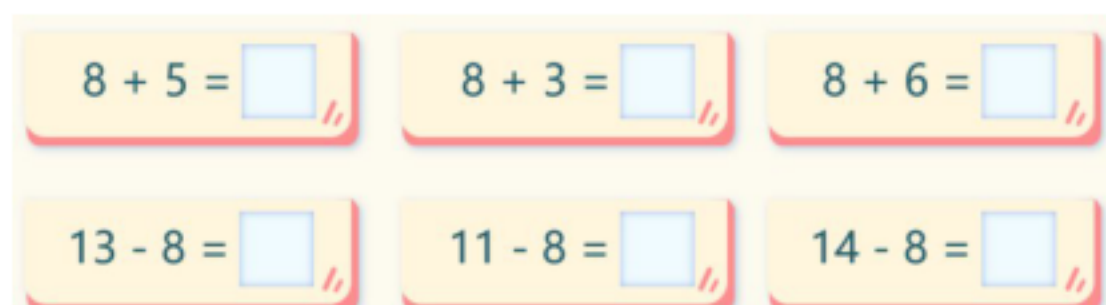 8 + 5 =
8 + 3 =
8 + 6 =
13 - 8 =
11 - 8 =
14 - 8 =